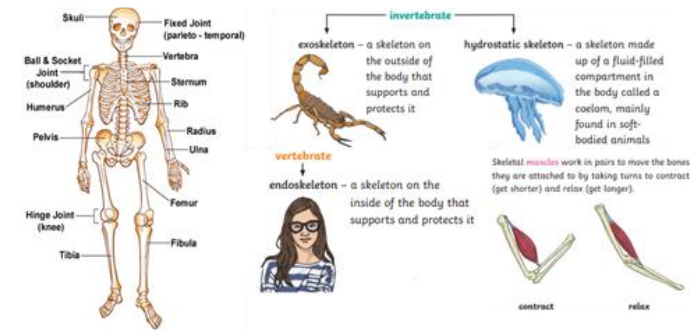 Skull
Fixed Joint
(parieto - temporal)
Vertebra
Ball & Socket
Joint
(shoulder)
Sternum
Humerus
Rib
Pelvis
Radius
Ulna
Femur
Hinge Joint
(knee)
Tibia
Fibula
invertebrate
exoskeleton – a skeleton on
the outside of
the body that
supports and
protects it
hydrostatic skeleton – a skeleton made
up of a fluid-filled
compartment in
the body called a
coelom, mainly
found in soft-
bodied animals
vertebrate
endoskeleton – a skeleton on the
inside of the body that
supports and protects it
Skeletal muscles work in pairs to move the bones
they are attached to by taking turns to contract
(get shorter) and relax (get longer).
contract
relax